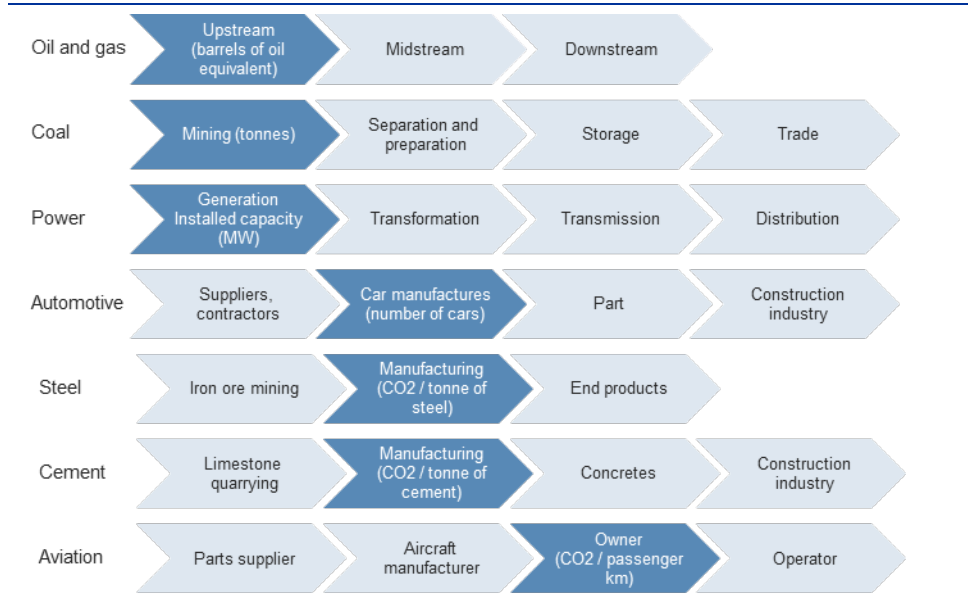 Oil and gas
Upstream
(barrels of oil
equivalent)
Midstream
Downstream
Coal
Mining (tonnes)
Separation and
preparation
Storage
Trade
Power
Generation
Installed capacity
(MW)
Transformation
Transmission
Distribution
Automotive
Suppliers,
contractors
Car manufactures
(number of cars)
Part
Construction
industry
Steel
Iron ore mining
Manufacturing
(CO2 / tonne of
steel)
End products
Cement
Limestone
quarrying
Manufacturing
(CO2 / tonne of
cement)
Concretes
Construction
industry
Aviation
Parts supplier
Aircraft
manufacturer
Owner
(CO2 / passenger
km)
Operator